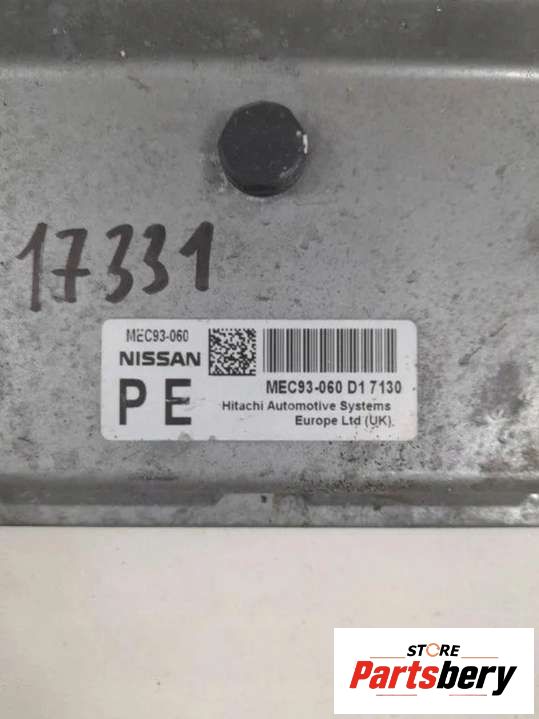 17331
MEC93-060
NISSAN
PE
MEC93-060 D1 7130
Hitachi Automotive Systems
Europe Ltd (UK).
STORE
Partsbery